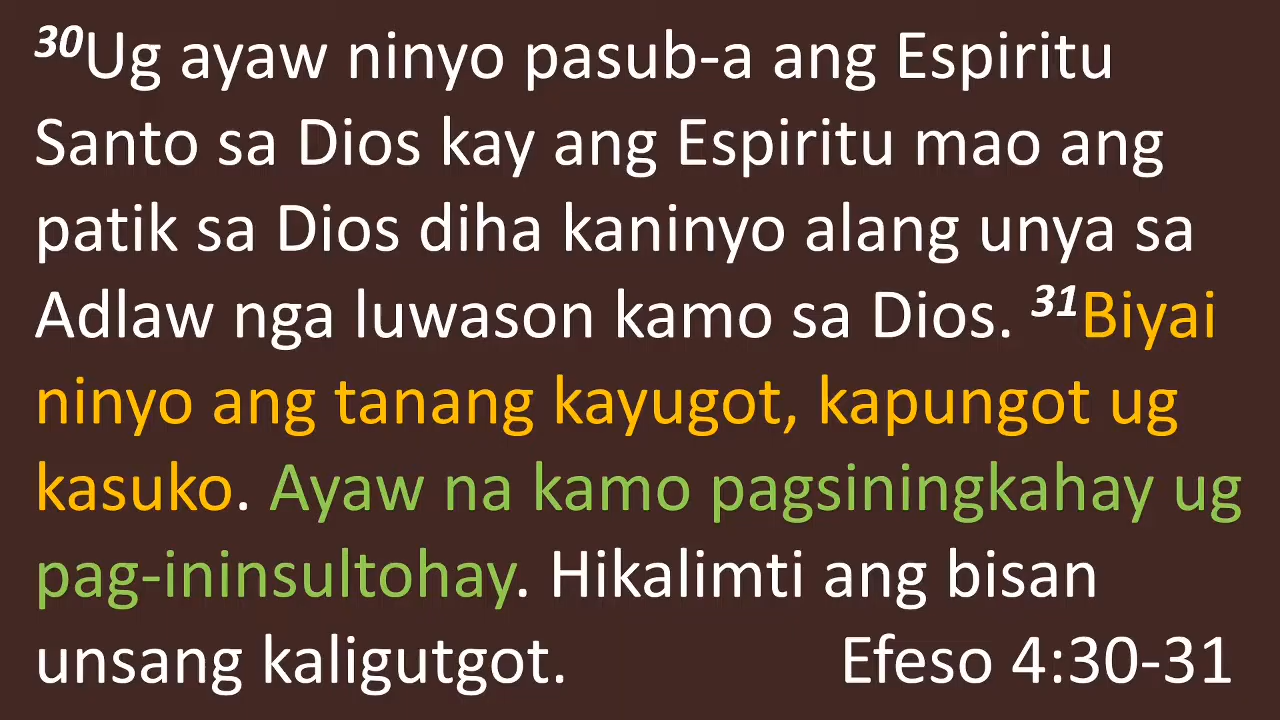 30Ug ayaw ninyo pasub-a ang Espiritu
Santo sa Dios kay ang Espiritu mao ang
patik sa Dios diha kaninyo alang unya sa
Adlaw nga luwason kamo sa Dios. 31Biyai
ninyo ang tanang kayugot, kapungot ug
kasuko. Ayaw na kamo pagsiningkahay ug
pag-ininsultohay. Hikalimti ang bisan
unsang kaligutgot. Efeso 4:30-31